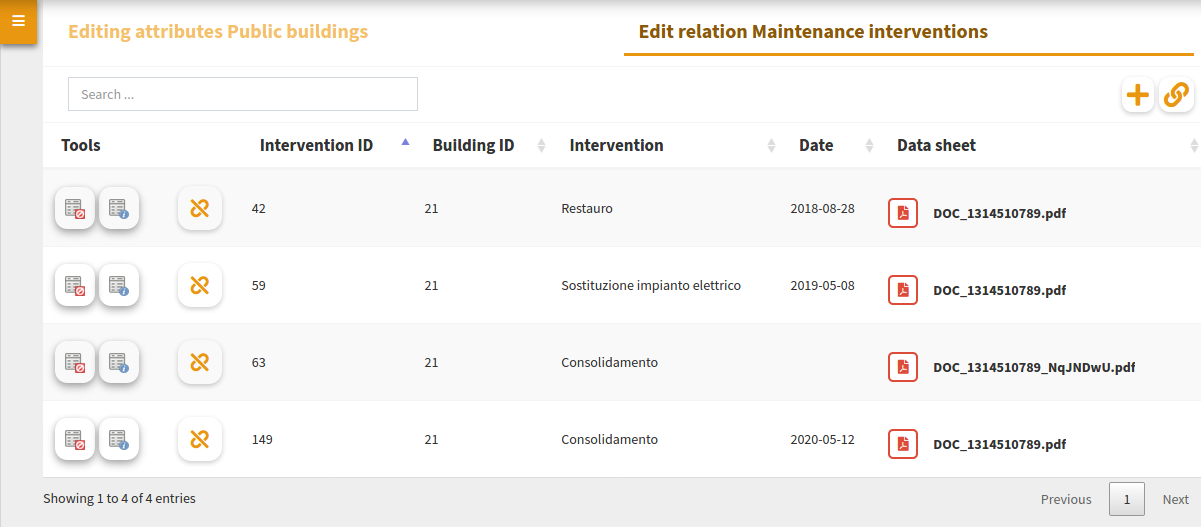 Editing attributes Public buildings Edit relation Maintenance interventions
Search ...
Tools Intervention ID Building ID Intervention Date Data sheet
42 21 Restauro 2018-08-28 DOC_1314510789.pdf
59 21 Sostituzione impianto elettrico 2019-05-08 DOC_1314510789.pdf
63 21 Consolidamento DOC_1314510789_NqJNDwU.pdf
149 21 Consolidamento 2020-05-12 DOC_1314510789.pdf
Showing 1 to 4 of 4 entries Previous 1 Next